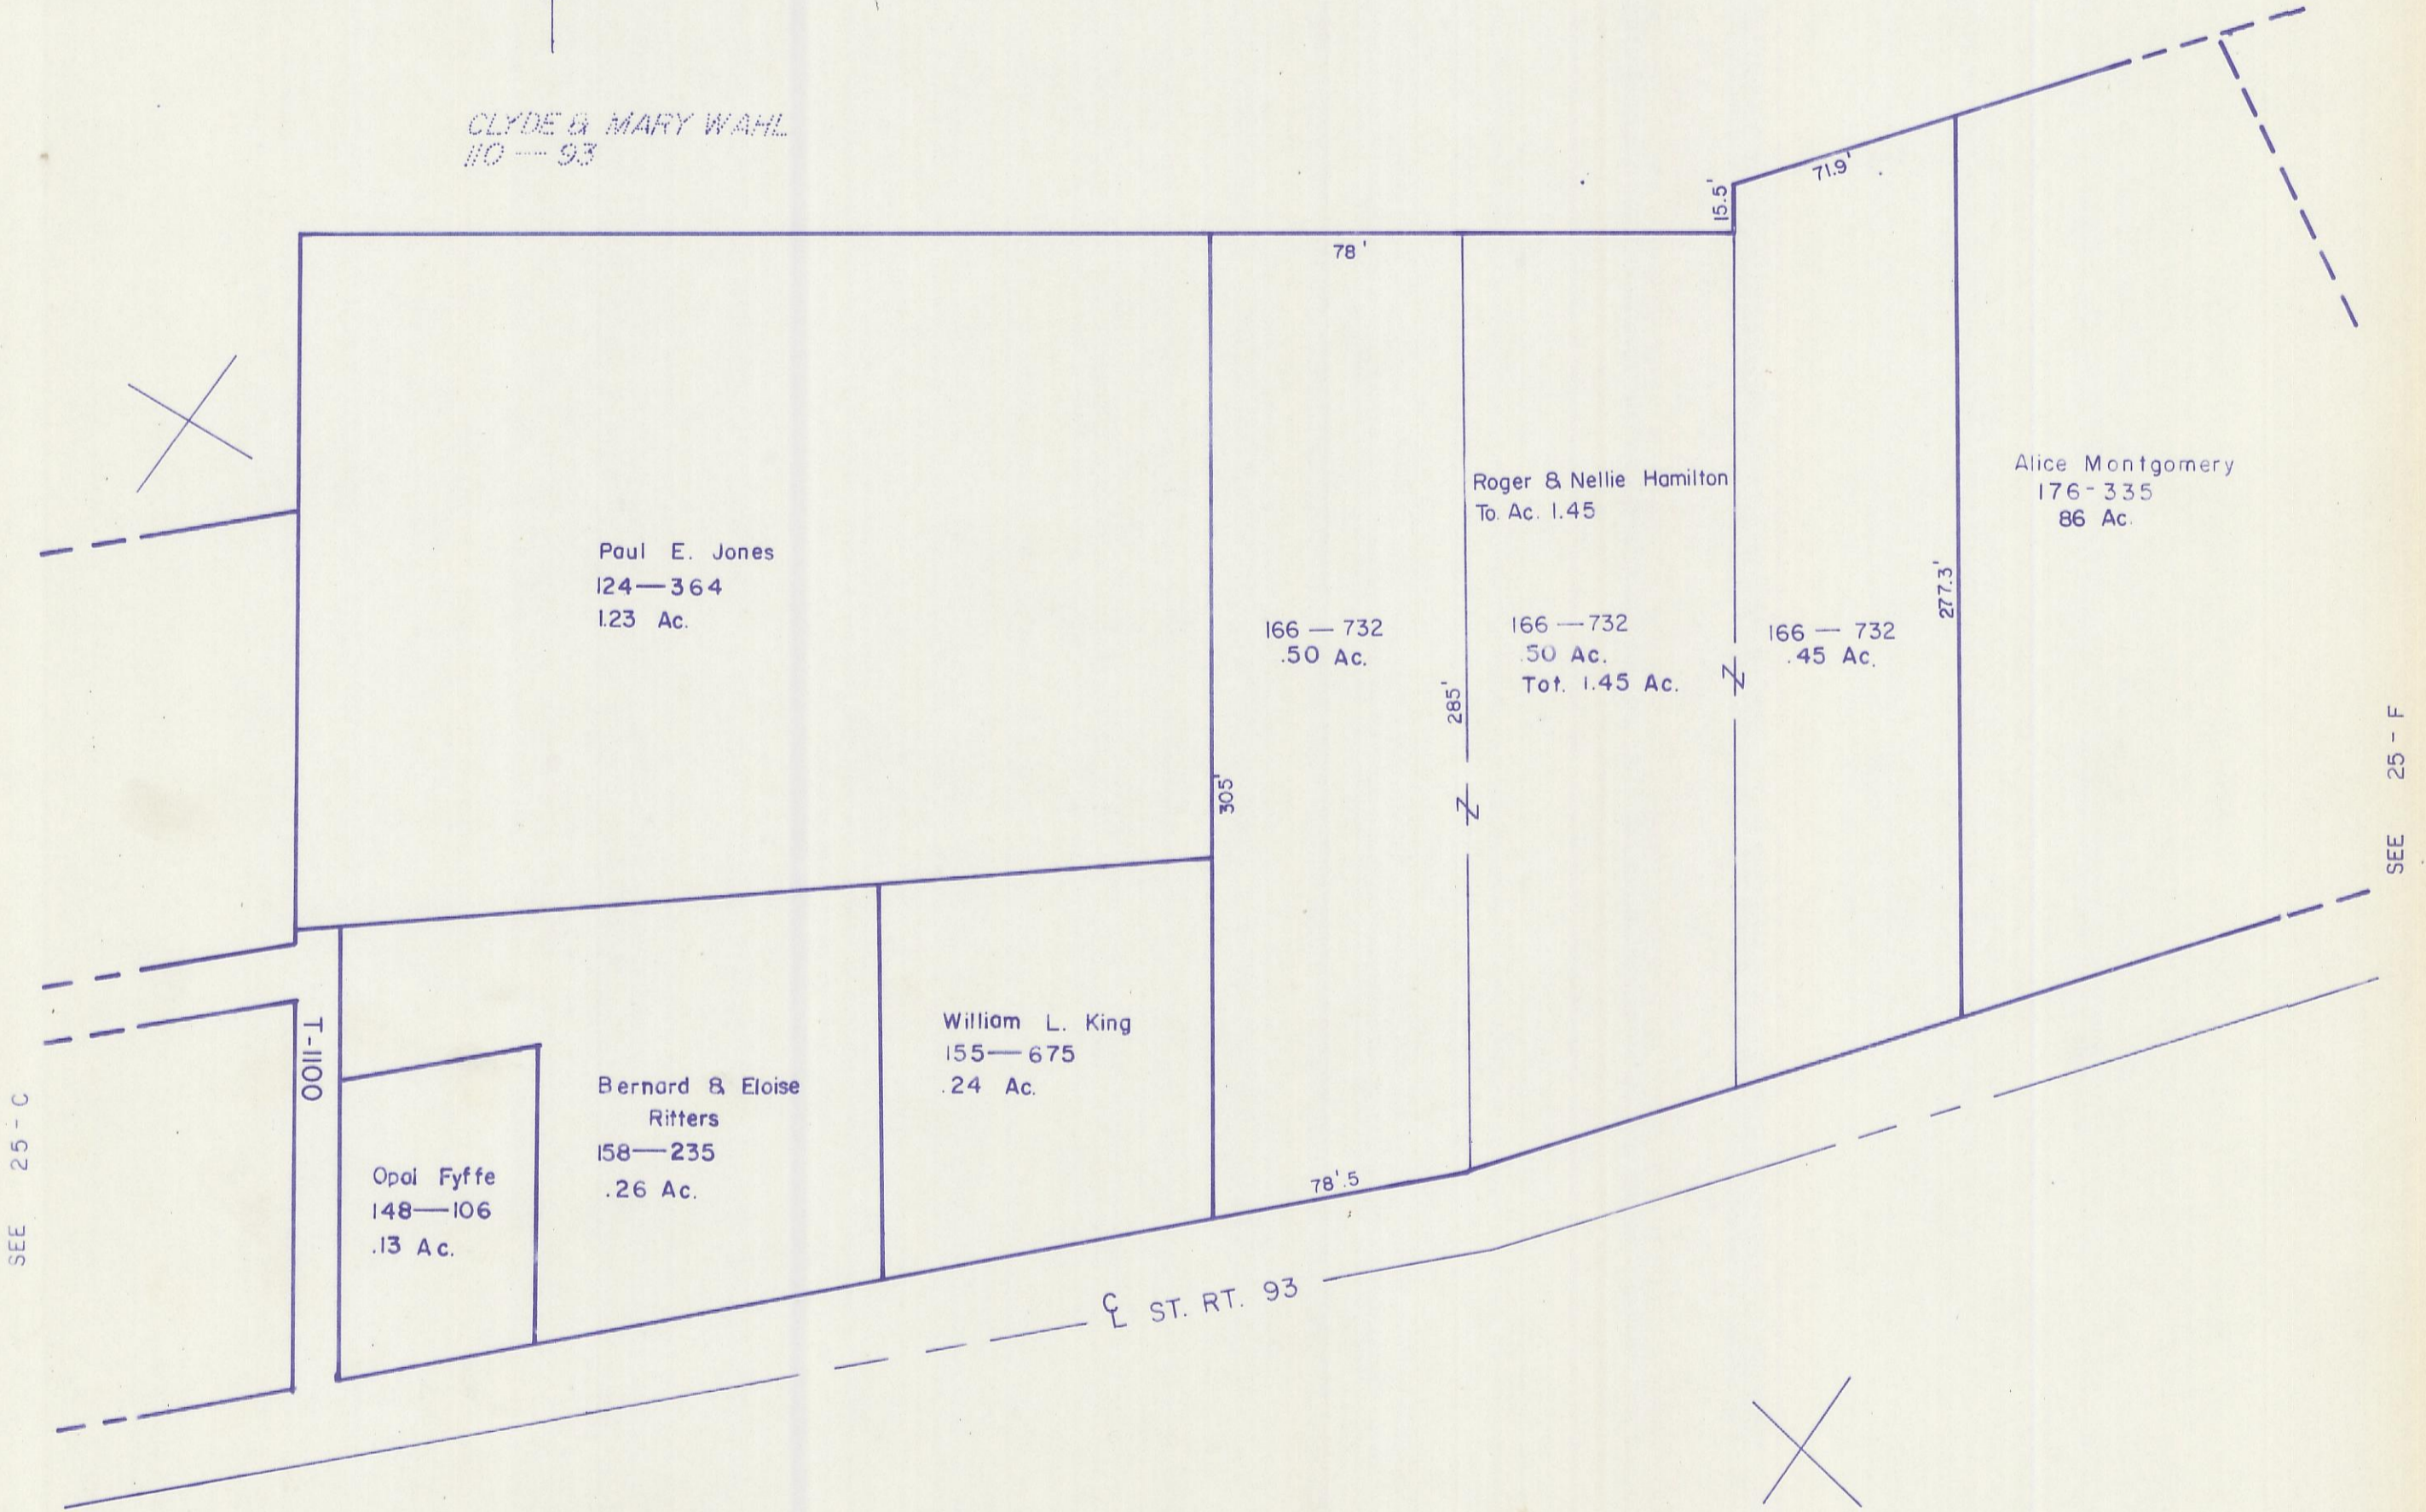 CLYDE & MARY WAHL
110 — 93
71.9'
15.5'
78'
Paul E. Jones
124—364
1.23 Ac.
Roger & Nellie Hamilton
To. Ac. 1.45
Alice Montgomery
176-335
86 Ac.
166 — 732
.50 Ac.
166 —732
.50 Ac.
Tot. 1.45 Ac.
166 — 732
.45 Ac.
277.3'
285'
305'
SEE 25-F
T-1100
William L. King
155—675
.24 Ac.
Bernard & Eloise
Ritters
158—235
.26 Ac.
Opal Fyffe
148—106
.13 Ac.
78'.5
SEE 25-C
℄ ST. RT. 93